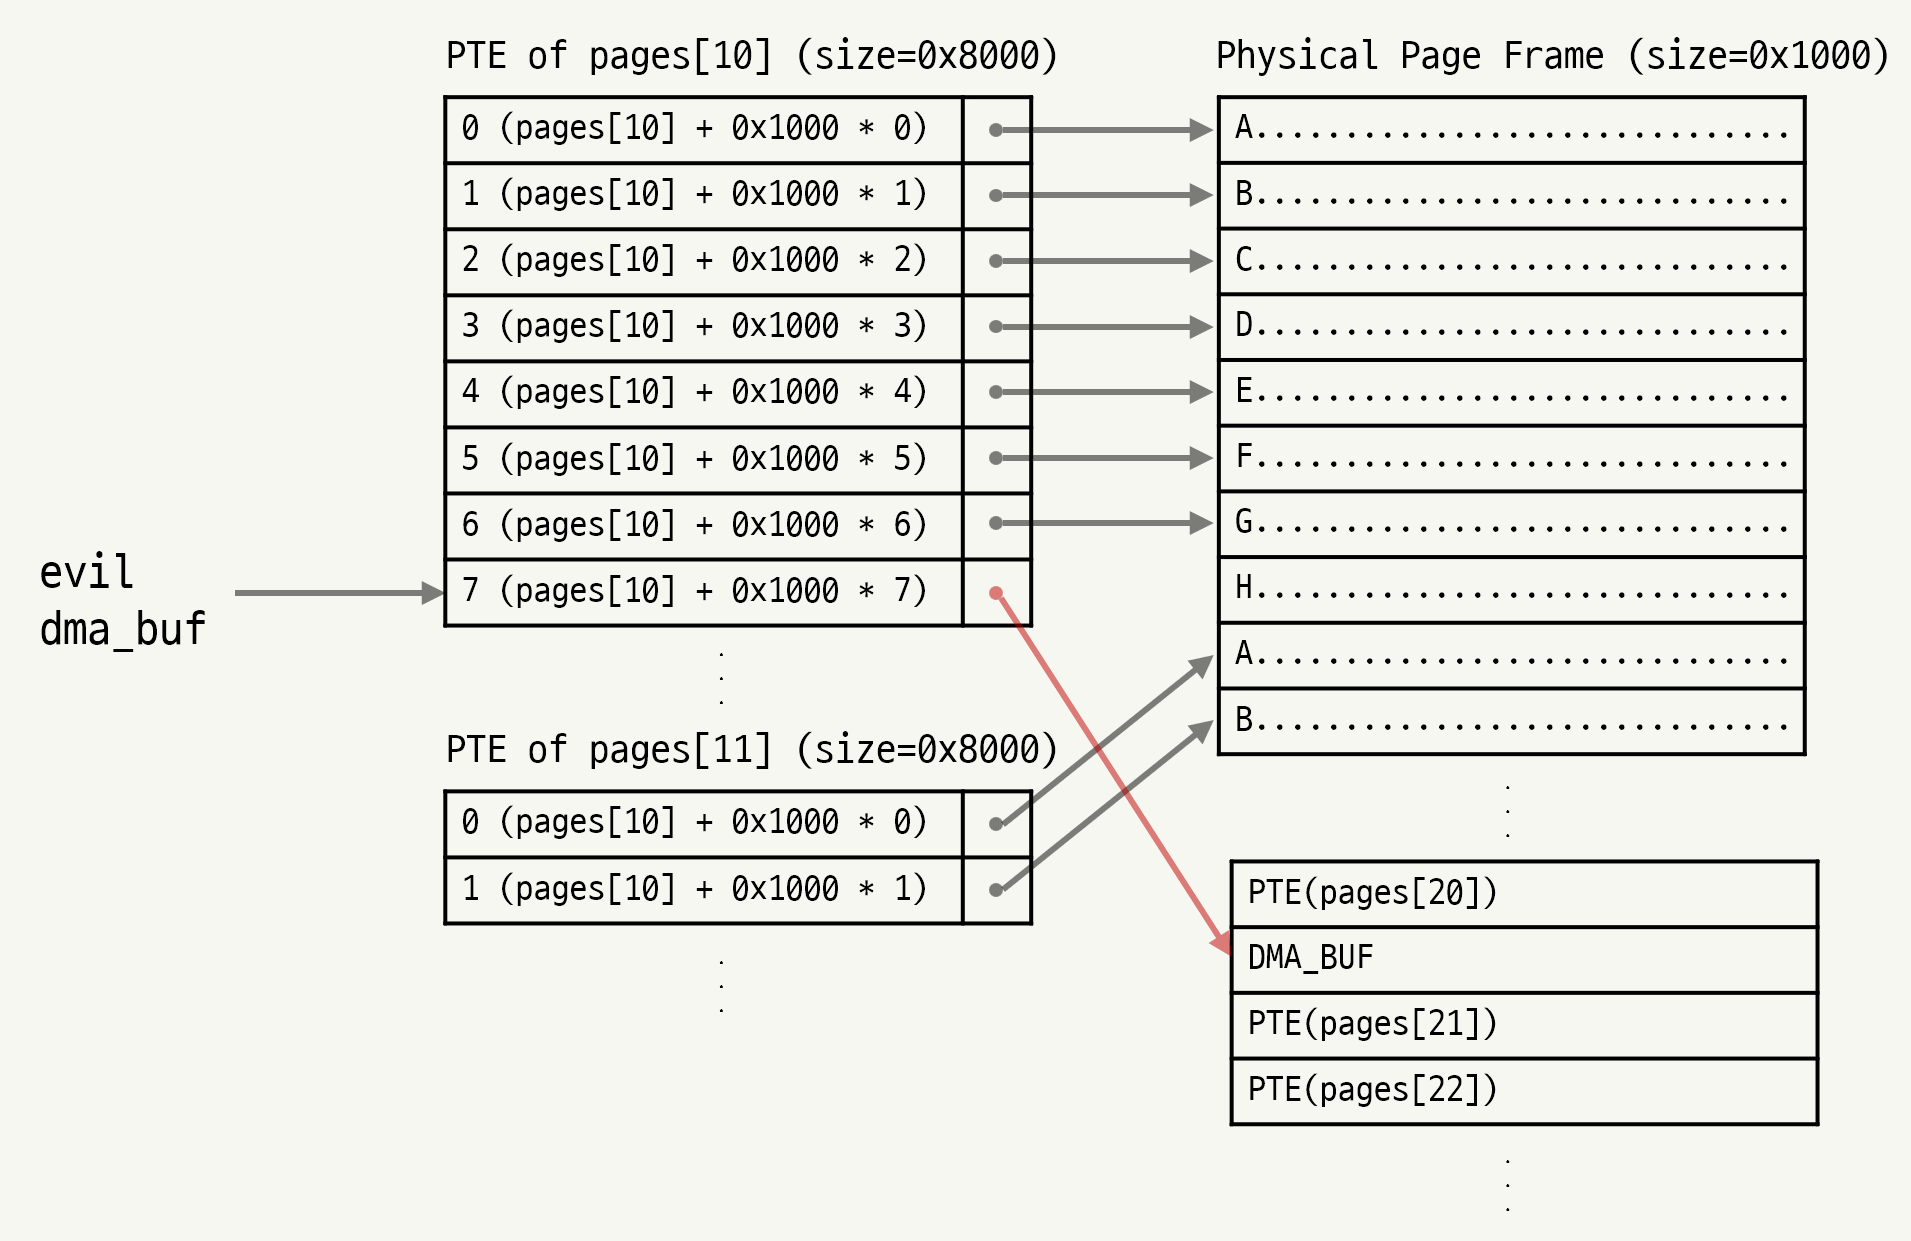 PTE of pages[10] (size=0x8000)
0 (pages[10] + 0x1000 * 0)
1 (pages[10] + 0x1000 * 1)
2 (pages[10] + 0x1000 * 2)
3 (pages[10] + 0x1000 * 3)
4 (pages[10] + 0x1000 * 4)
5 (pages[10] + 0x1000 * 5)
6 (pages[10] + 0x1000 * 6)
7 (pages[10] + 0x1000 * 7)
evil
dma_buf
PTE of pages[11] (size=0x8000)
0 (pages[10] + 0x1000 * 0)
1 (pages[10] + 0x1000 * 1)
Physical Page Frame (size=0x1000)
A..............................
B..............................
C..............................
D..............................
E..............................
F..............................
G..............................
H..............................
A..............................
B..............................
PTE(pages[20])
DMA_BUF
PTE(pages[21])
PTE(pages[22])